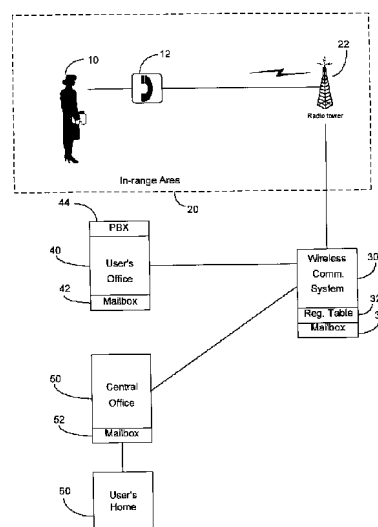 10
12
22
Radio tower
In-range Area
20
44
PBX
40
User's
Office
42
Mailbox
Wireless
Comm.
System
30
Reg. Table
32
Mailbox
50
Central
Office
52
Mailbox
60
User's
Home